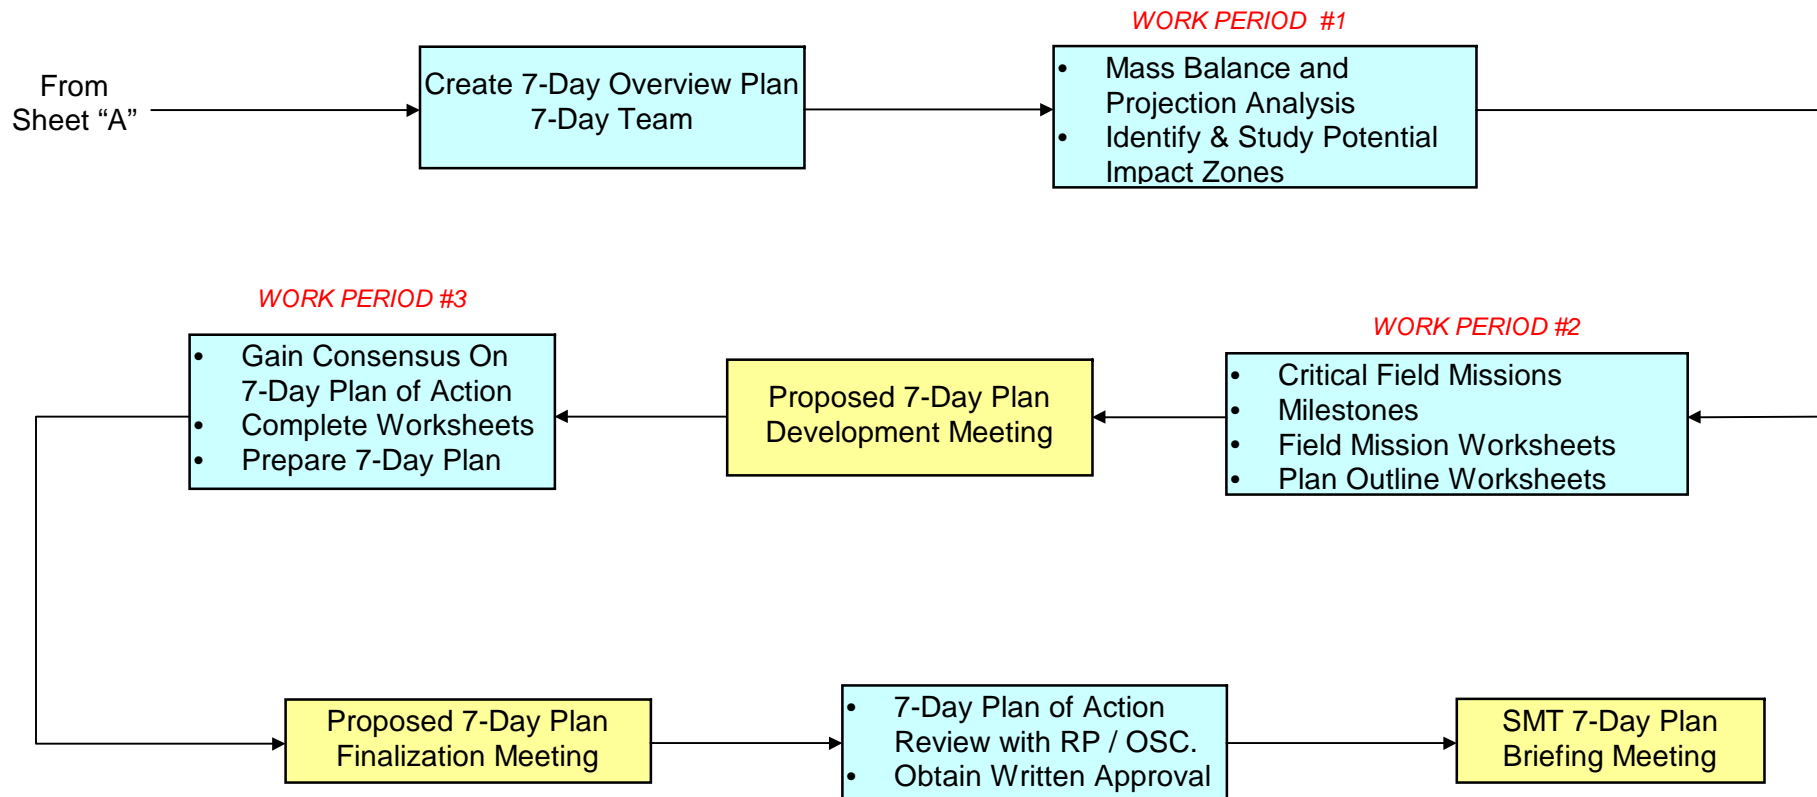 WORK PERIOD #1
From
Sheet “A”
Create 7-Day Overview Plan
7-Day Team
• Mass Balance and
Projection Analysis
• Identify & Study Potential
Impact Zones
WORK PERIOD #3
WORK PERIOD #2
• Gain Consensus On
7-Day Plan of Action
• Complete Worksheets
• Prepare 7-Day Plan
Proposed 7-Day Plan
Development Meeting
• Critical Field Missions
• Milestones
• Field Mission Worksheets
• Plan Outline Worksheets
Proposed 7-Day Plan
Finalization Meeting
• 7-Day Plan of Action
Review with RP / OSC.
• Obtain Written Approval
SMT 7-Day Plan
Briefing Meeting